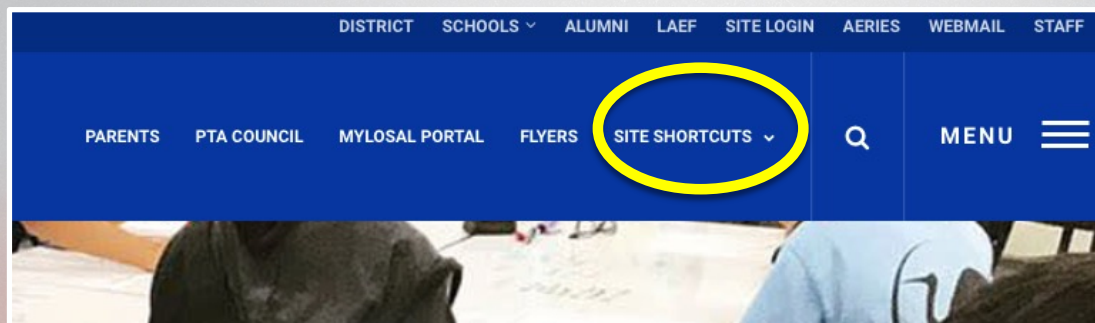 DISTRICT SCHOOLS ALUMNI LAEF SITE LOGIN AERIES WEBMAIL STAFF
PARENTS PTA COUNCIL MYLOSAL PORTAL FLYERS SITE SHORTCUTS MENU